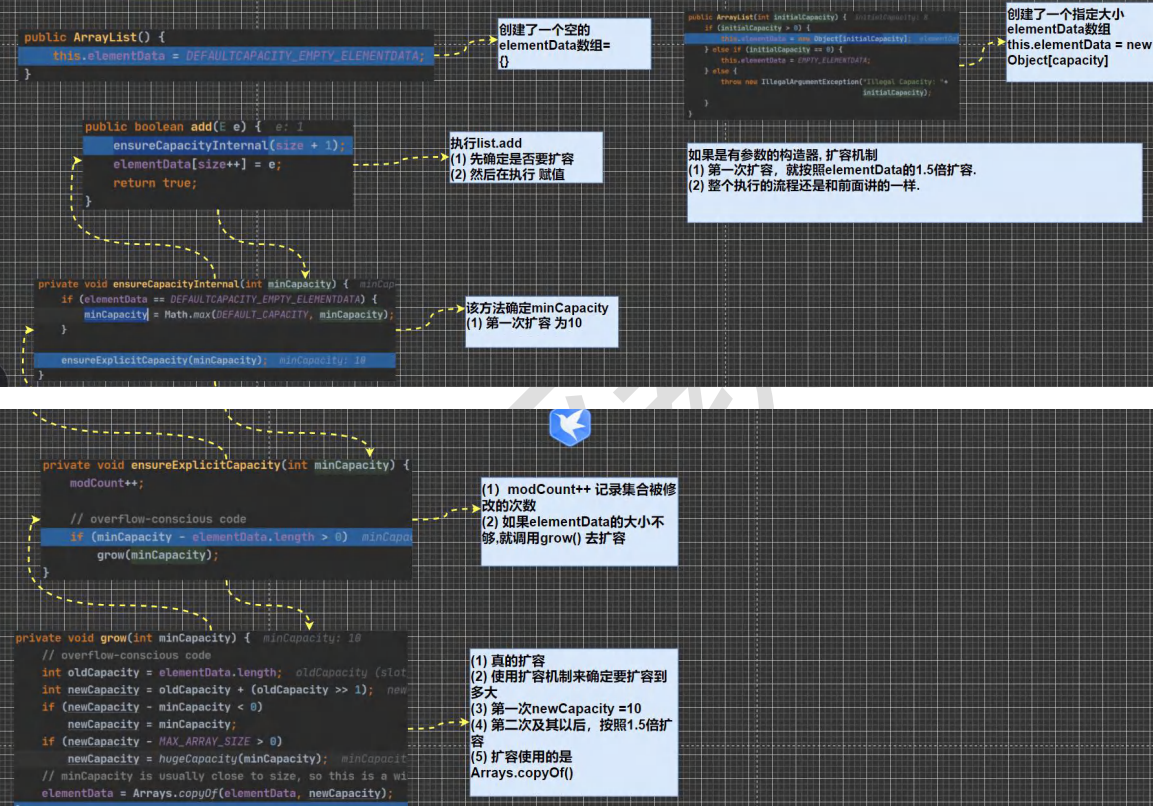 public ArrayList() {
this.elementData = DEFAULTCAPACITY_EMPTY_ELEMENTDATA;
}
创建了一个空的
elementData数组=
{}
public boolean add(E e) { e: 1
ensureCapacityInternal(size + 1);
elementData[size++] = e;
return true;
}
执行list.add
(1) 先确定是否要扩容
(2) 然后在执行 赋值
private void ensureCapacityInternal(int minCapacity) { minCap
if (elementData == DEFAULTCAPACITY_EMPTY_ELEMENTDATA) {
minCapacity = Math.max(DEFAULT_CAPACITY, minCapacity);
}
ensureExplicitCapacity(minCapacity); minCapacity: 10
}
该方法确定minCapacity
(1) 第一次扩容 为10
public ArrayList(int initialCapacity) { initialCapacity: 8
if (initialCapacity > 0) {
this.elementData = new Object[initialCapacity]; elementDa
} else if (initialCapacity == 0) {
this.elementData = EMPTY_ELEMENTDATA;
} else {
throw new IllegalArgumentException("Illegal Capacity: "+
initialCapacity);
}
}
创建了一个指定大小
elementData数组
this.elementData = new
Object[capacity]
如果是有参数的构造器, 扩容机制
(1) 第一次扩容，就按照elementData的1.5倍扩容.
(2) 整个执行的流程还是和前面讲的一样.
private void ensureExplicitCapacity(int minCapacity) {
modCount++;
// overflow-conscious code
if (minCapacity - elementData.length > 0) minCapac
grow(minCapacity);
}
(1）modCount++ 记录集合被修
改的次数
(2) 如果elementData的大小不
够,就调用grow() 去扩容
private void grow(int minCapacity) { minCapacity: 10
// overflow-conscious code
int oldCapacity = elementData.length; oldCapacity (slot
int newCapacity = oldCapacity + (oldCapacity >> 1); new
if (newCapacity - minCapacity < 0)
newCapacity = minCapacity;
if (newCapacity - MAX_ARRAY_SIZE > 0)
newCapacity = hugeCapacity(minCapacity); minCapacit
// minCapacity is usually close to size, so this is a wi
elementData = Arrays.copyOf(elementData, newCapacity);
(1) 真的扩容
(2) 使用扩容机制来确定要扩容到
多大
(3) 第一次newCapacity =10
(4) 第二次及其以后，按照1.5倍扩
容
(5) 扩容使用的是
Arrays.copyOf()